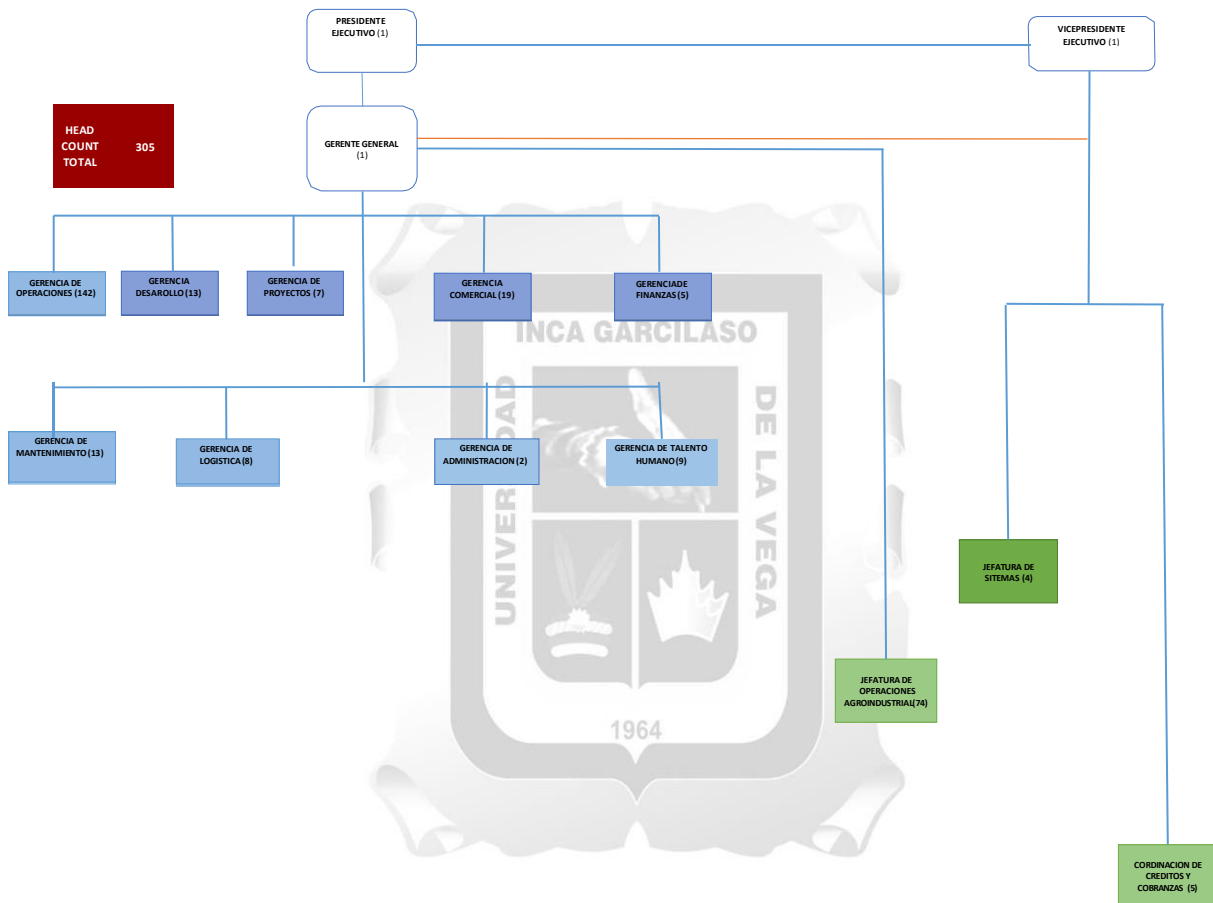 PRESIDENTE
EJECUTIVO (1)
VICEPRESIDENTE
EJECUTIVO (1)
HEAD
COUNT 305
TOTAL
GERENTE GENERAL
(1)
GERENCIA DE
OPERACIONES (142)
GERENCIA
DESAROLLO (13)
GERENCIA DE
PROYECTOS (7)
GERENCIA
COMERCIAL (19)
GERENCIADE
FINANZAS (5)
INCA GARCILASO
UNIVERSIDAD
DE LA VEGA
GERENCIA DE
MANTENIMIENTO (13)
GERENCIA DE
LOGISTICA (8)
GERENCIA DE
ADMINISTRACION (2)
GERENCIA DE TALENTO
HUMANO (9)
JEFATURA DE
SITEMAS (4)
JEFATURA DE
OPERACIONES
AGROINDUSTRIAL(74)
1964
CORDINACION DE
CREDITOS Y
COBRANZAS (5)